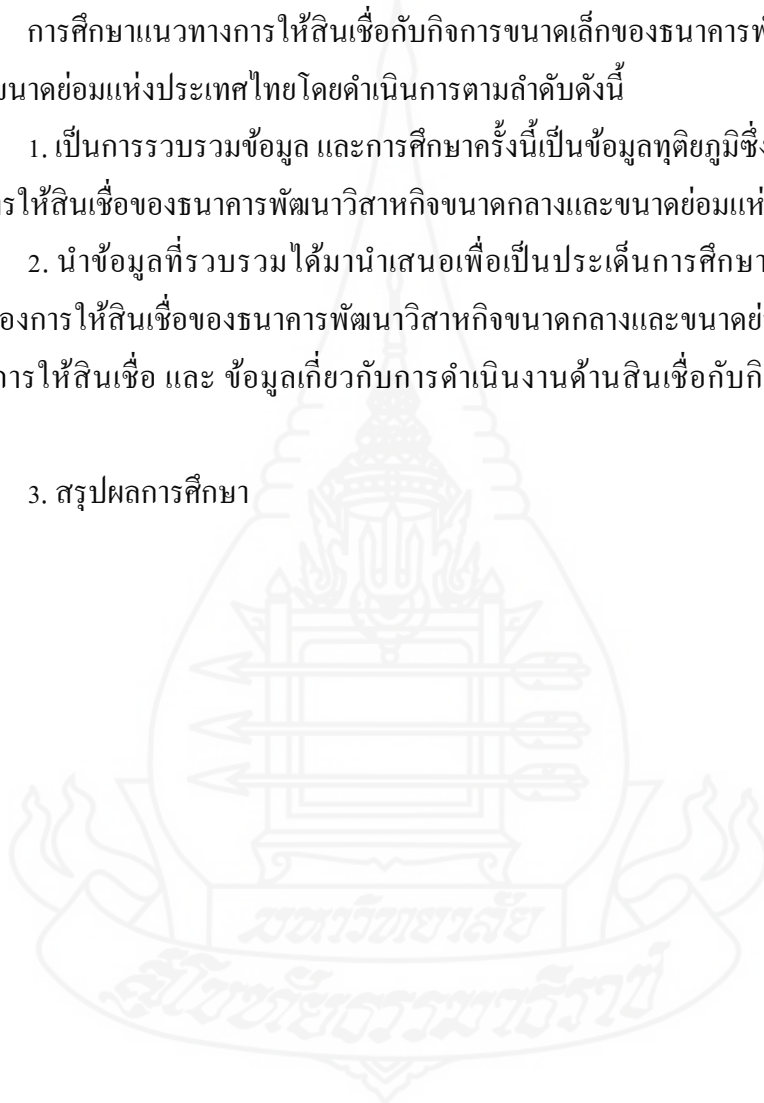 การศึกษาแนวทางการให้สินเชื่อกับกิจการขนาดเล็กของธนาคารพั
ขนาดย่อมแห่งประเทศไทยโดยดำเนินการตามลำดับดังนี้
1. เป็นการรวบรวมข้อมูล และการศึกษาครั้งนี้เป็นข้อมูลทุติยภูมิซึ่ง
รให้สินเชื่อของธนาคารพัฒนาวิสาหกิจขนาดกลางและขนาดย่อมแห่
2. นำข้อมูลที่รวบรวมได้มานำเสนอเพื่อเป็นประเด็นการศึกษา
องการให้สินเชื่อของธนาคารพัฒนาวิสาหกิจขนาดกลางและขนาดย่
การให้สินเชื่อ และ ข้อมูลเกี่ยวกับการดำเนินงานด้านสินเชื่อกับกิ
3. สรุปผลการศึกษา
มหาวิทยาลัย
สุโขทัยธรรมาธิราช